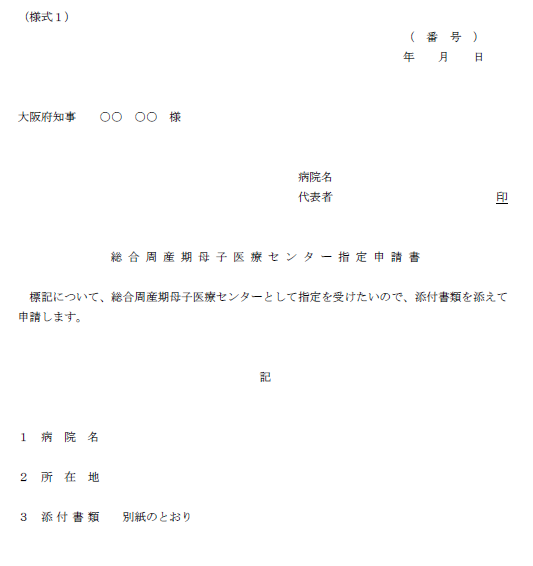 （様式１）
（　番　号　）
年　　月　　日
大阪府知事　　○○　○○　様
病院名
代表者　　　　　　　　　　　　　　印
総合周産期母子医療センター指定申請書
　標記について、総合周産期母子医療センターとして指定を受けたいので、添付書類を添えて
申請します。
記
１　病　院　名
２　所　在　地
３　添付書類　　別紙のとおり